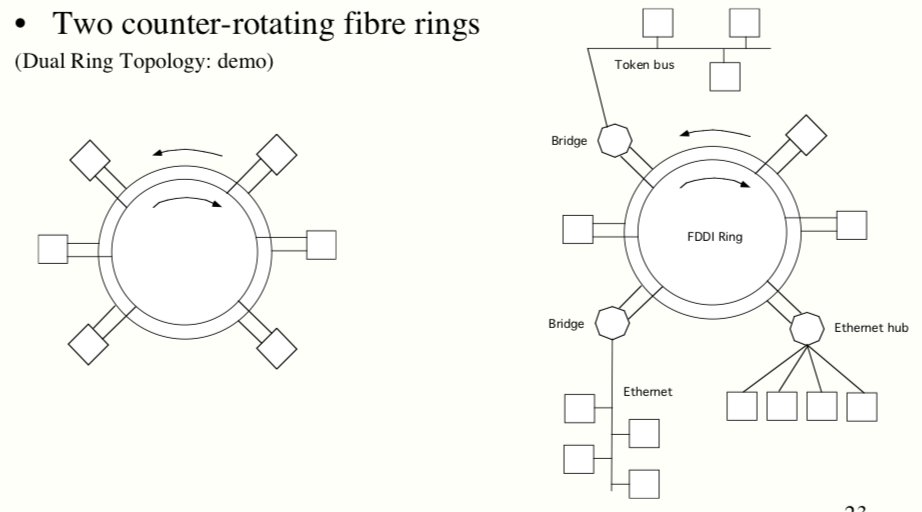 • Two counter-rotating fibre rings
(Dual Ring Topology: demo)
Token bus
Bridge
FDDI Ring
Bridge
Ethernet hub
Ethernet